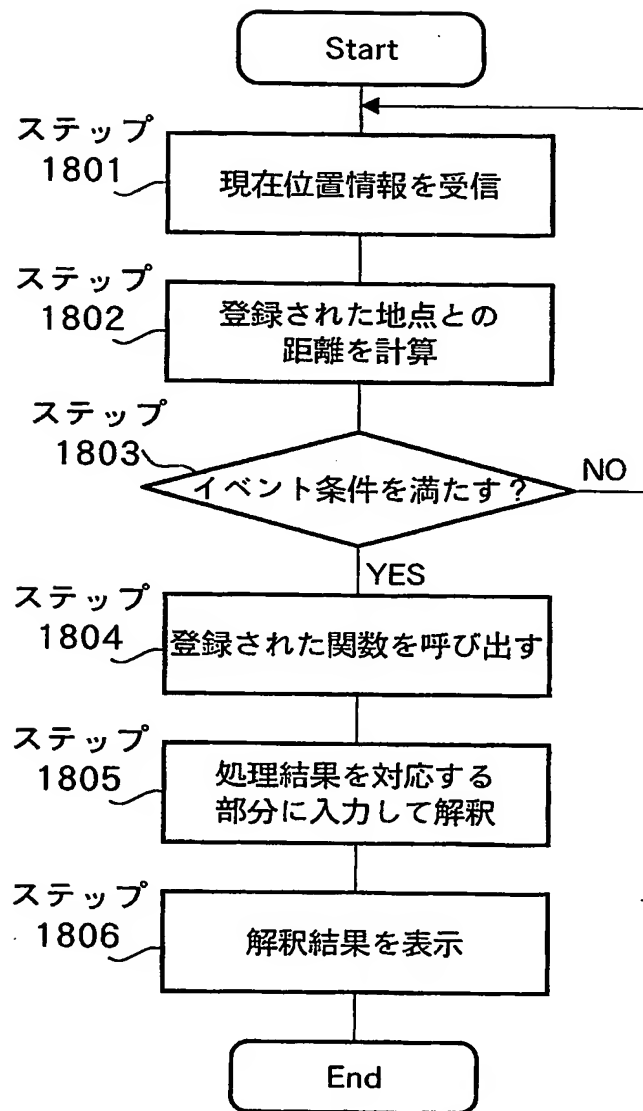 Start
ステップ
1801
現在位置情報を受信
ステップ
1802
登録された地点との
距離を計算
ステップ
1803
イベント条件を満たす？
NO
YES
ステップ
1804
登録された関数を呼び出す
ステップ
1805
処理結果を対応する
部分に入力して解釈
ステップ
1806
解釈結果を表示
End